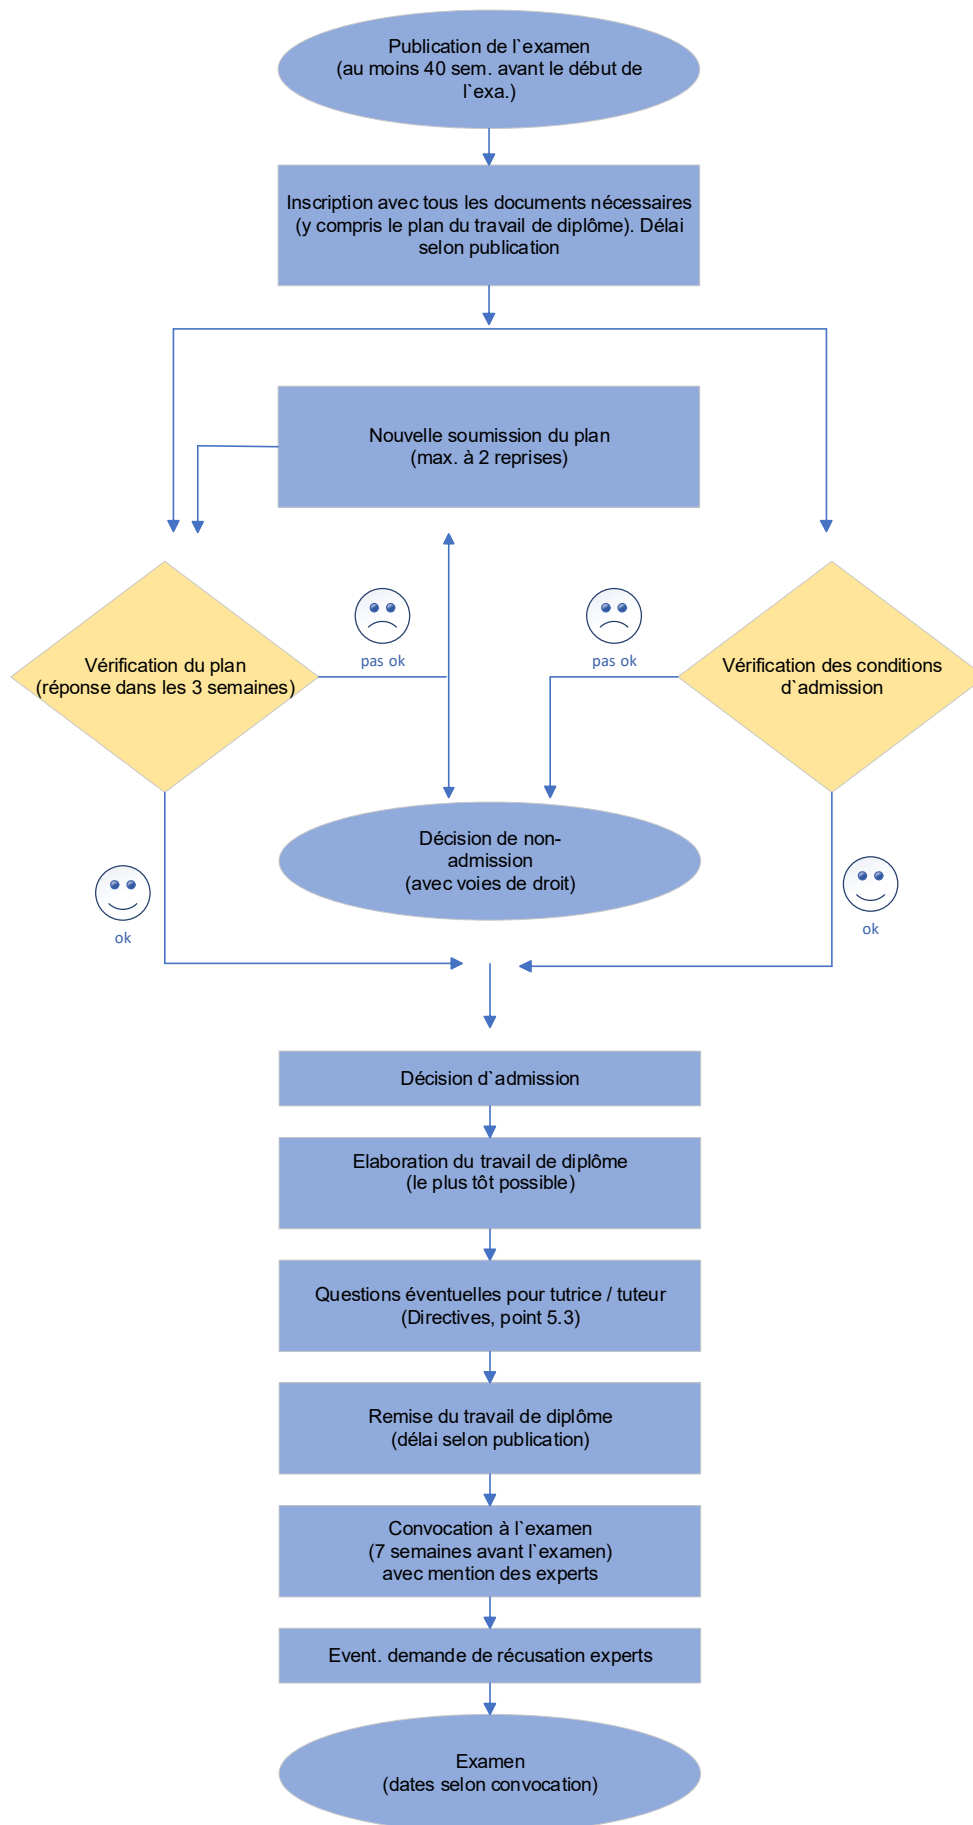 Publication de l`examen
(au moins 40 sem. avant le début de
l`exa.)
Inscription avec tous les documents nécessaires
(y compris le plan du travail de diplôme). Délai
selon publication
Nouvelle soumission du plan
(max. à 2 reprises)
pas ok
pas ok
Vérification du plan
(réponse dans les 3 semaines)
Vérification des conditions
d`admission
Décision de non-
admission
(avec voies de droit)
ok
ok
Décision d`admission
Elaboration du travail de diplôme
(le plus tôt possible)
Questions éventuelles pour tutrice / tuteur
(Directives, point 5.3)
Remise du travail de diplôme
(délai selon publication)
Convocation à l`examen
(7 semaines avant l`examen)
avec mention des experts
Event. demande de récusation experts
Examen
(dates selon convocation)